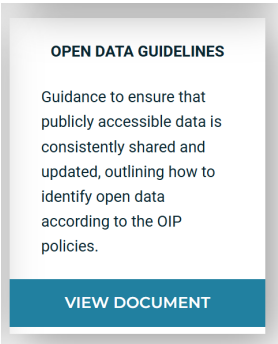 OPEN DATA GUIDELINES
Guidance to ensure that
publicly accessible data is
consistently shared and
updated, outlining how to
identify open data
according to the OIP
policies.
VIEW DOCUMENT